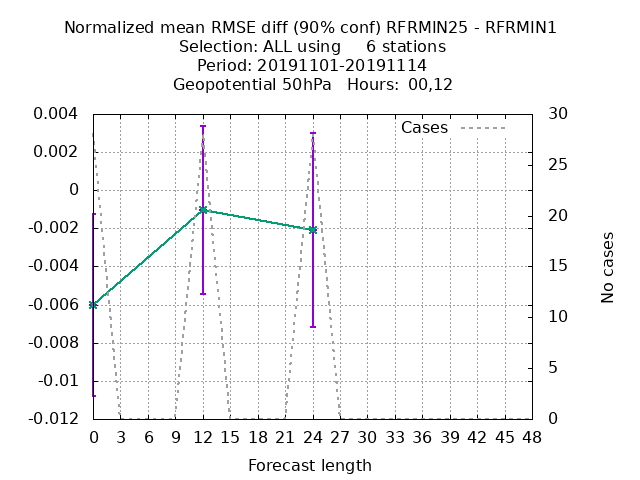 Normalized mean RMSE diff (90% conf) RFRMIN25 - RFRMIN1
Selection: ALL using     6 stations
Period: 20191101-20191114
Geopotential 50hPa   Hours: 00,12
Cases
0.004
0.002
0
-0.002
-0.004
-0.006
-0.008
-0.01
-0.012
30
25
20
15
10
5
0
No cases
0 3 6 9 12 15 18 21 24 27 30 33 36 39 42 45 48
Forecast length